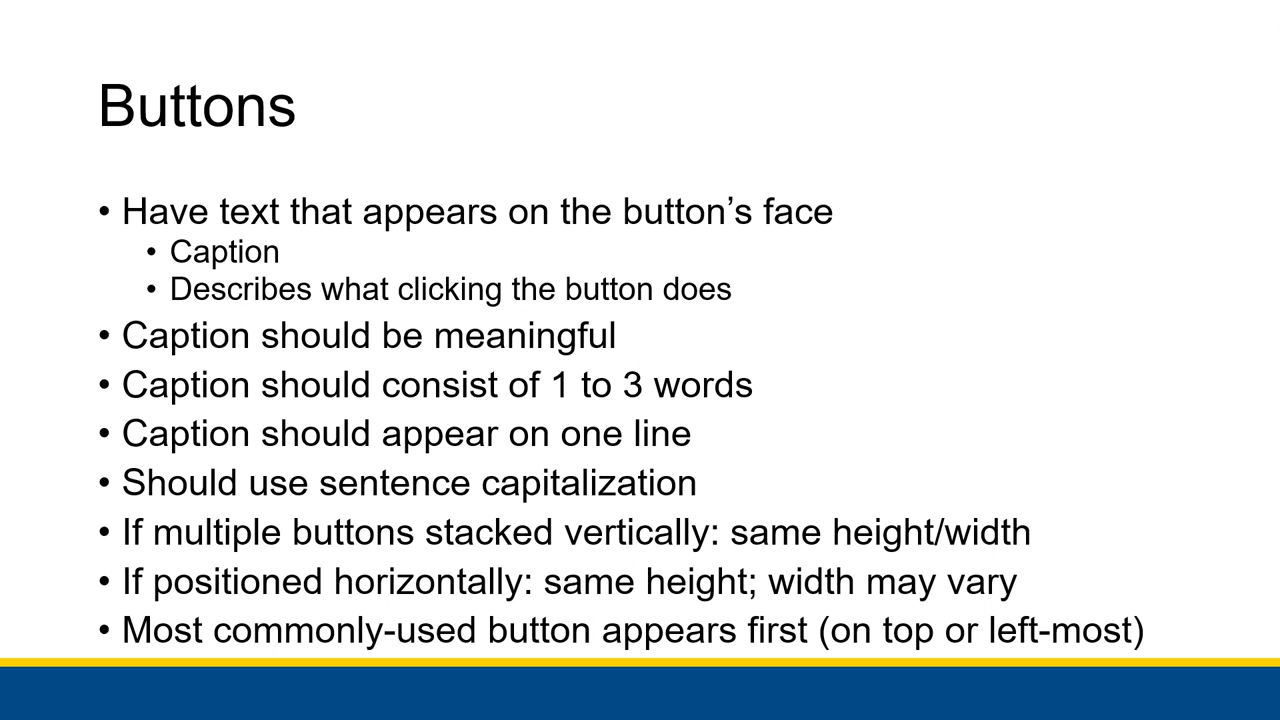 Buttons
• Have text that appears on the button’s face
• Caption
• Describes what clicking the button does
• Caption should be meaningful
• Caption should consist of 1 to 3 words
• Caption should appear on one line
• Should use sentence capitalization
• If multiple buttons stacked vertically: same height/width
• If positioned horizontally: same height; width may vary
• Most commonly-used button appears first (on top or left-most)